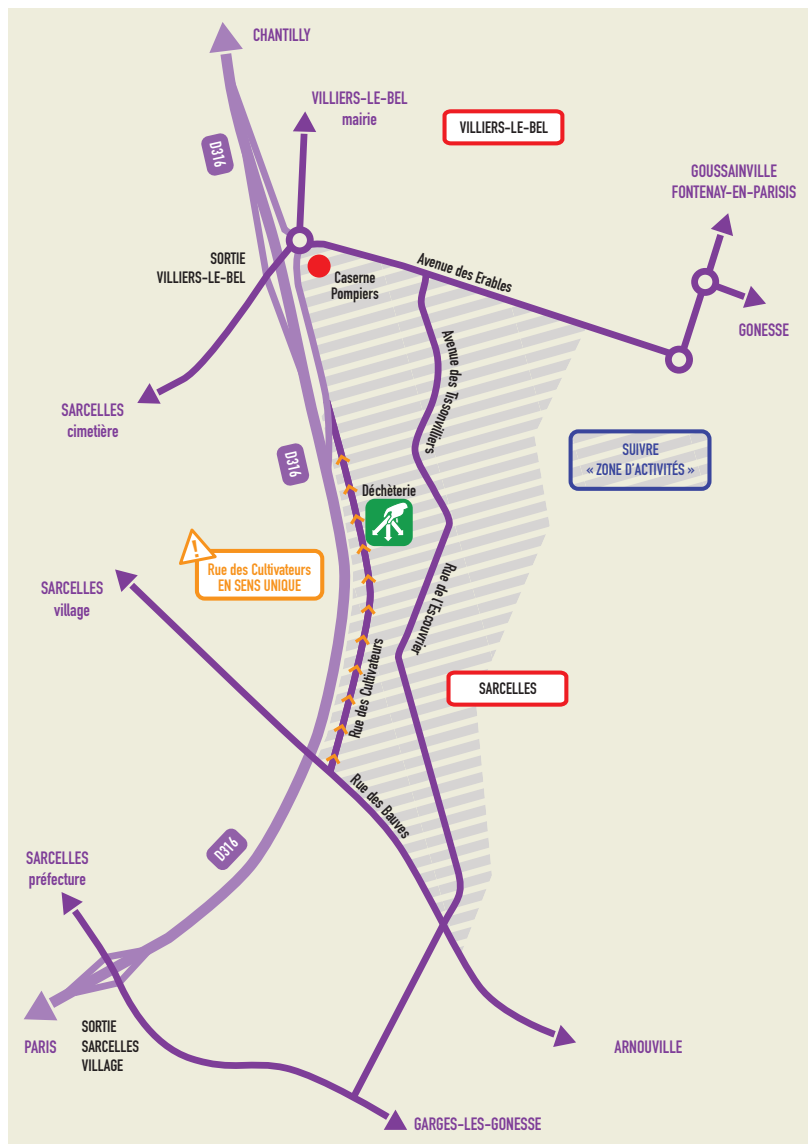 CHANTILLY
VILLIERS-LE-BEL
mairie
VILLIERS-LE-BEL
D316
GOUSSAINVILLE
FONTENAY-EN-PARISIS
SORTIE
VILLIERS-LE-BEL
Caserne
Pompiers
Avenue des Erables
GONESSE
Avenue des Tissonvilliers
SARCELLES
cimetière
SUIVRE
« ZONE D'ACTIVITÉS »
D316
Déchèterie
!
Rue des Cultivateurs
EN SENS UNIQUE
SARCELLES
village
Rue de l'Escouvrier
Rue des Cultivateurs
SARCELLES
Rue des Bauves
D316
SARCELLES
préfecture
PARIS
SORTIE
SARCELLES
VILLAGE
ARNOUVILLE
GARGES-LES-GONESSE